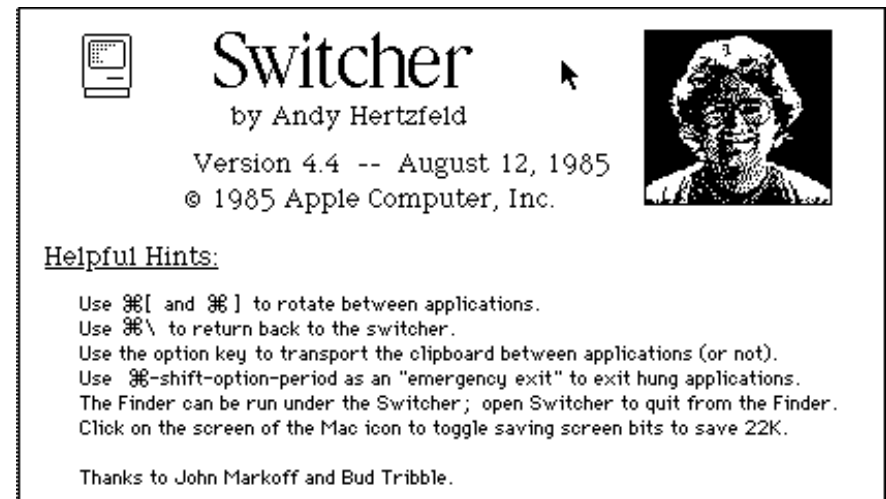 Switcher
by Andy Hertzfeld
Version 4.4 -- August 12, 1985
© 1985 Apple Computer, Inc.
Helpful Hints:
Use ⌘[ and ⌘] to rotate between applications.
Use ⌘\ to return back to the switcher.
Use the option key to transport the clipboard between applications (or not).
Use ⌘-shift-option-period as an "emergency exit" to exit hung applications.
The Finder can be run under the Switcher; open Switcher to quit from the Finder.
Click on the screen of the Mac icon to toggle saving screen bits to save 22K.
Thanks to John Markoff and Bud Tribble.